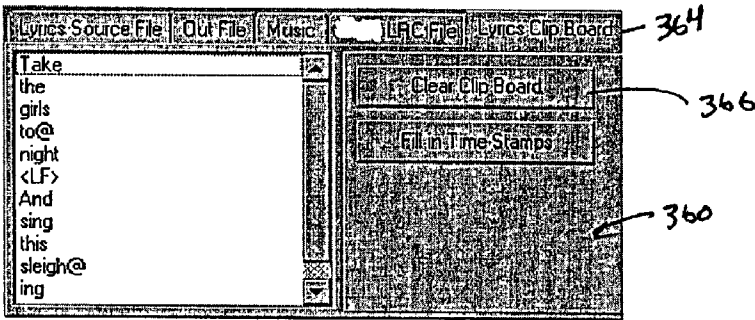 Lyrics Source File Out File Music LRC File Lyrics Clip Board 364
Take
the
girls
to@
night
<LF>
And
sing
this
sleigh@
ing
Clear Clip Board 366
Fill in Time Stamps
360